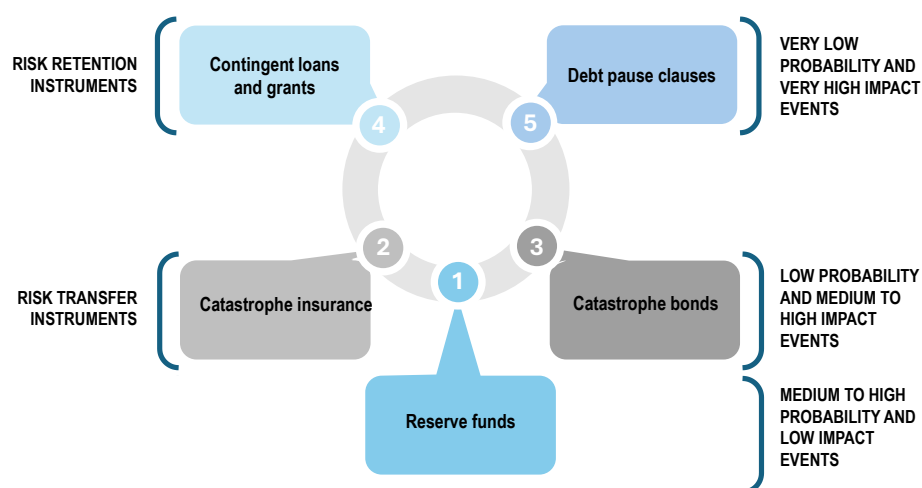 RISK RETENTION
INSTRUMENTS
Contingent loans
and grants
4
Debt pause clauses
5
VERY LOW
PROBABILITY AND
VERY HIGH IMPACT
EVENTS
RISK TRANSFER
INSTRUMENTS
Catastrophe insurance
2
1
3
Catastrophe bonds
LOW PROBABILITY
AND MEDIUM TO
HIGH IMPACT
EVENTS
Reserve funds
MEDIUM TO HIGH
PROBABILITY AND
LOW IMPACT
EVENTS